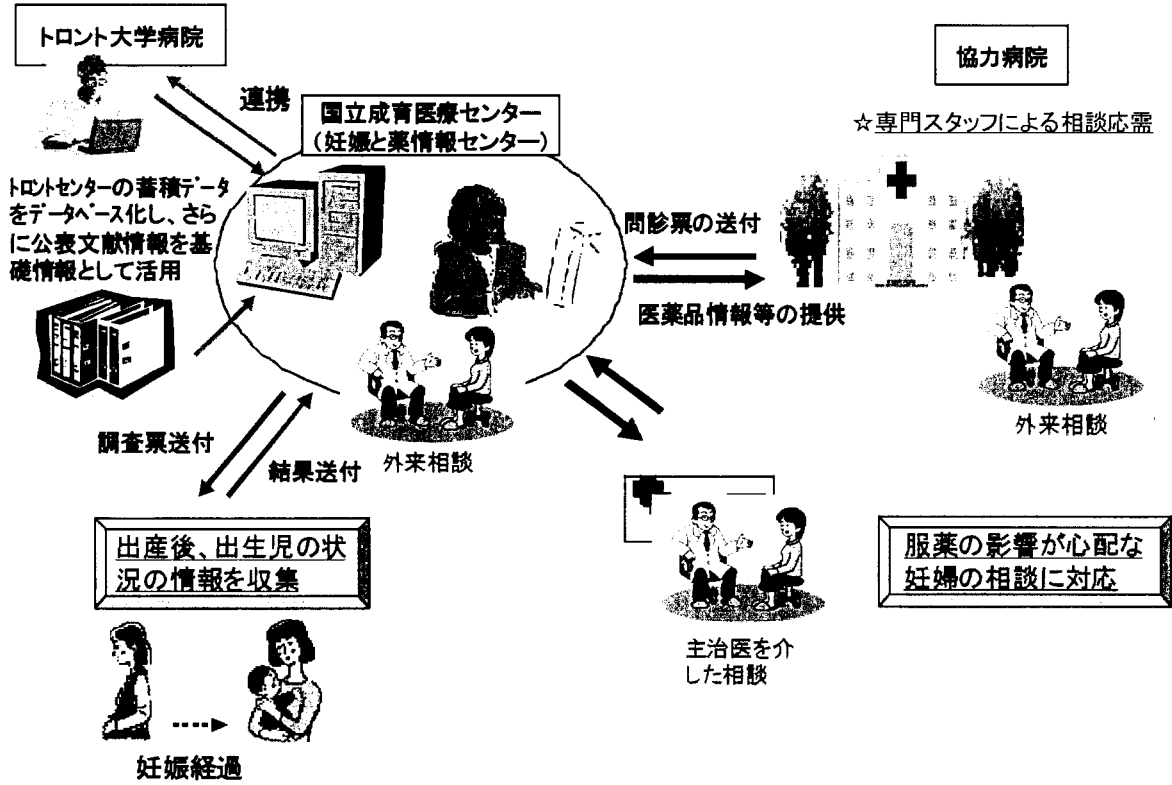 トロント大学病院
連携
国立成育医療センター
(妊娠と薬情報センター)
協力病院
☆専門スタッフによる相談応需
トロントセンターの蓄積データ
をデータベース化し、さら
に公表文献情報を基
礎情報として活用
問診票の送付
医薬品情報等の提供
外来相談
調査票送付
結果送付
外来相談
出産後、出生児の状
況の情報を収集
服薬の影響が心配な
妊婦の相談に対応
主治医を介
した相談
妊娠経過